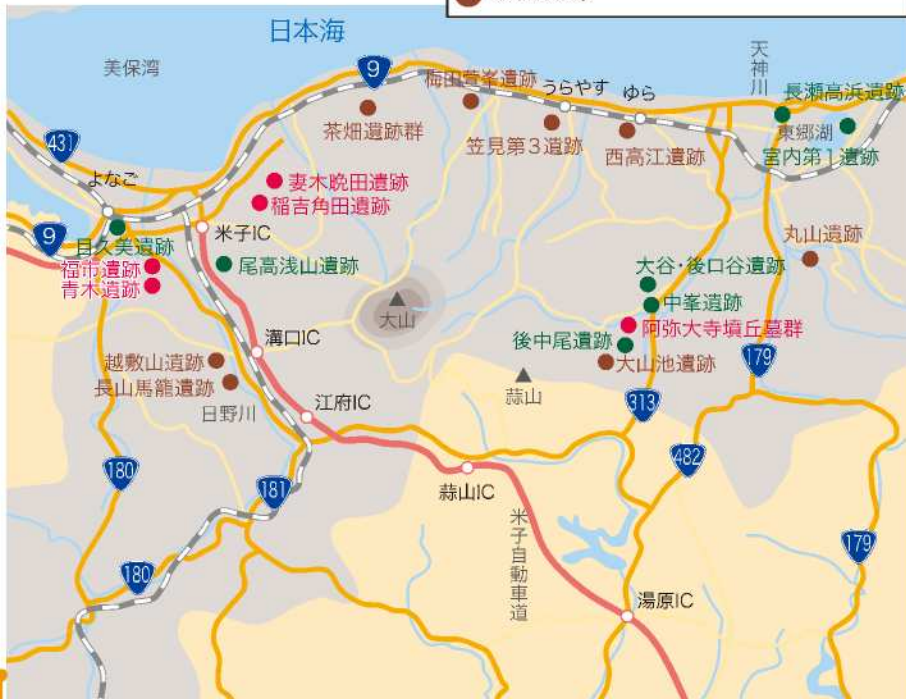 日本海
美保湾
9
天神川
梅田萱峯遺跡
うらやす
ゆら
長瀬高浜遺跡
茶畑遺跡群
笠見第3遺跡
西高江遺跡
東郷湖
宮内第1遺跡
431
よなご
妻木晩田遺跡
稲吉角田遺跡
9
米子IC
目久美遺跡
丸山遺跡
福市遺跡
青木遺跡
尾高浅山遺跡
大谷・後口谷遺跡
中峯遺跡
大山
阿弥大寺墳丘墓群
後中尾遺跡
溝口IC
大山池遺跡
179
越敷山遺跡
長山馬籠遺跡
蒜山
日野川
江府IC
313
482
180
181
蒜山IC
米子自動車道
179
180
湯原IC